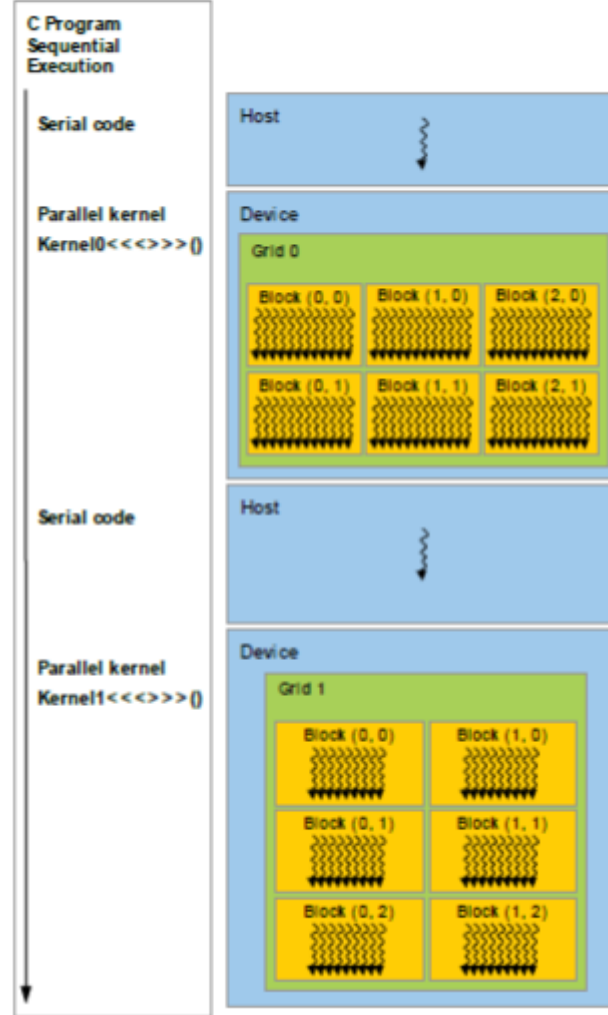 C Program
Sequential
Execution
Serial code
Host
Parallel kernel
Kernel0<<<>>>()
Device
Grid 0
Block (0, 0)
Block (1, 0)
Block (2, 0)
Block (0, 1)
Block (1, 1)
Block (2, 1)
Serial code
Host
Parallel kernel
Kernel1<<<>>>()
Device
Grid 1
Block (0, 0)
Block (1, 0)
Block (0, 1)
Block (1, 1)
Block (0, 2)
Block (1, 2)